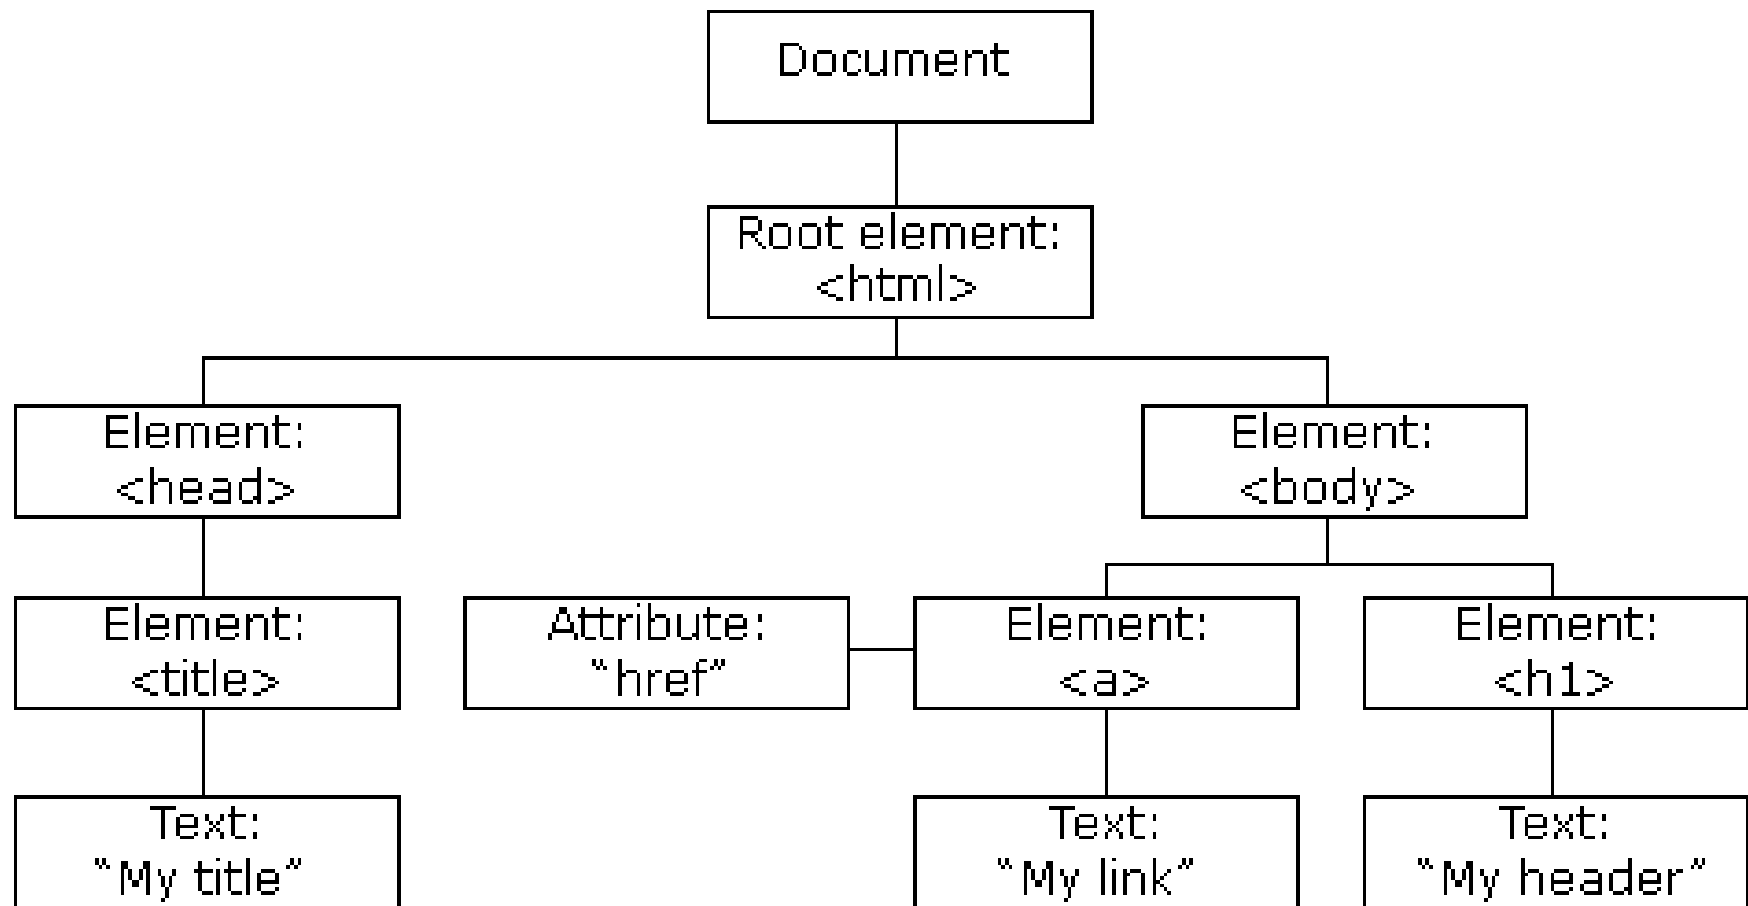 Document
Root element:
<html>
Element:
<head>
Element:
<body>
Element:
<title>
Attribute:
“href”
Element:
<a>
Element:
<h1>
Text:
“My title”
Text:
“My link”
Text:
“My header”